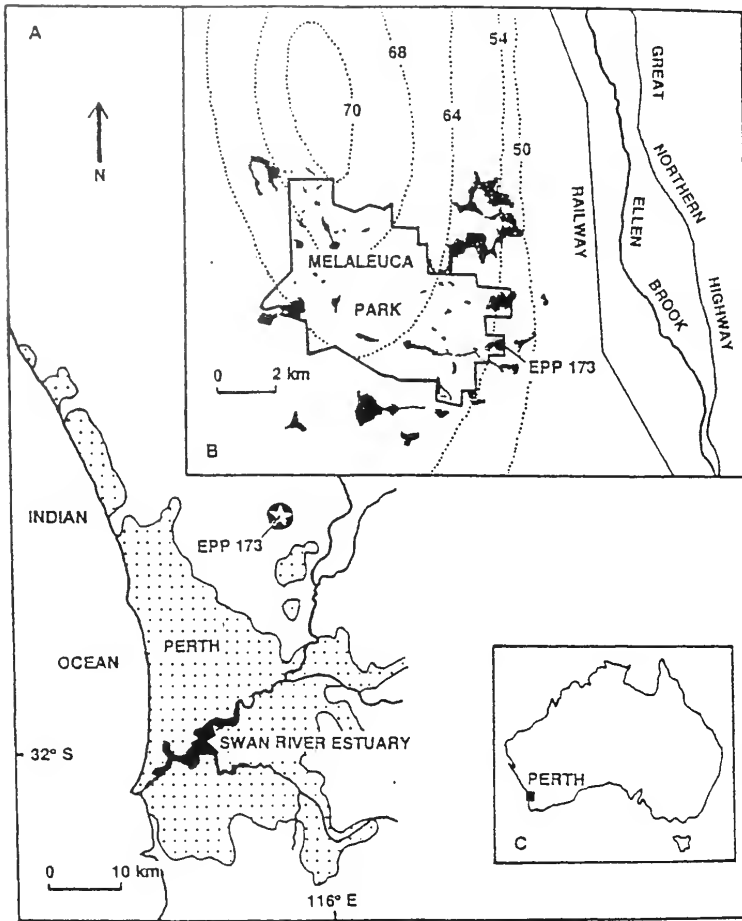 A
N
68
54
70
64
50
GREAT
NORTHERN
HIGHWAY
RAILWAY
ELLEN
BROOK
MELALEUCA
PARK
EPP 173
0 2 km
B
INDIAN
OCEAN
EPP 173
PERTH
SWAN RIVER ESTUARY
32° S
0 10 km
116° E
PERTH
C